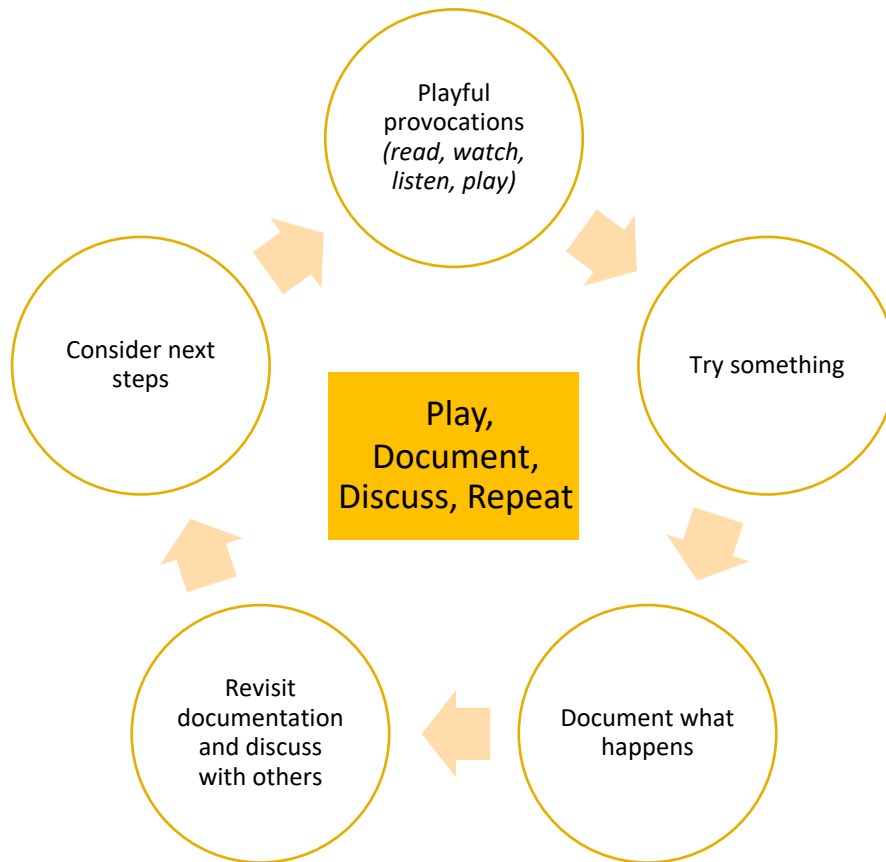 Playful
provocations
(read, watch,
listen, play)
Try something
Document what
happens
Revisit
documentation
and discuss
with others
Consider next
steps
Play,
Document,
Discuss, Repeat